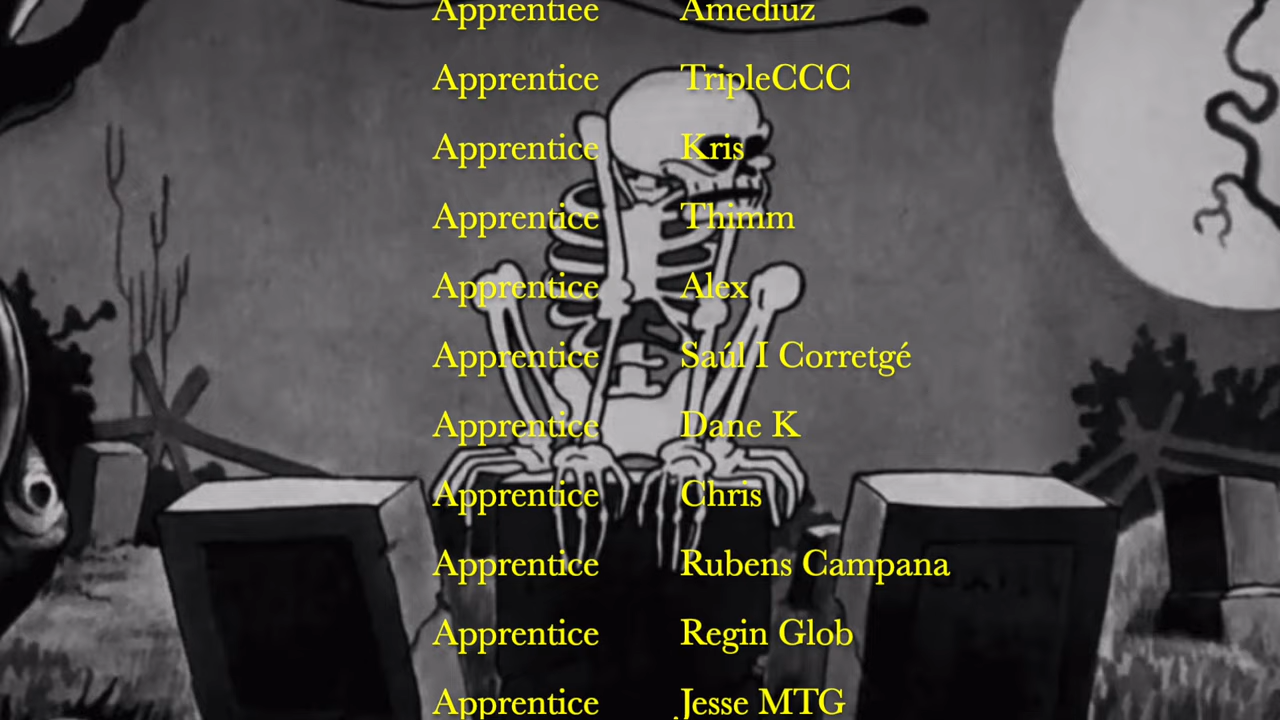 Apprentice Amediuz
Apprentice TripleCCC
Apprentice Kris
Apprentice Thimm
Apprentice Alex
Apprentice Saúl I Corretgé
Apprentice Dane K
Apprentice Chris
Apprentice Rubens Campana
Apprentice Regin Glob
Apprentice Jesse MTG